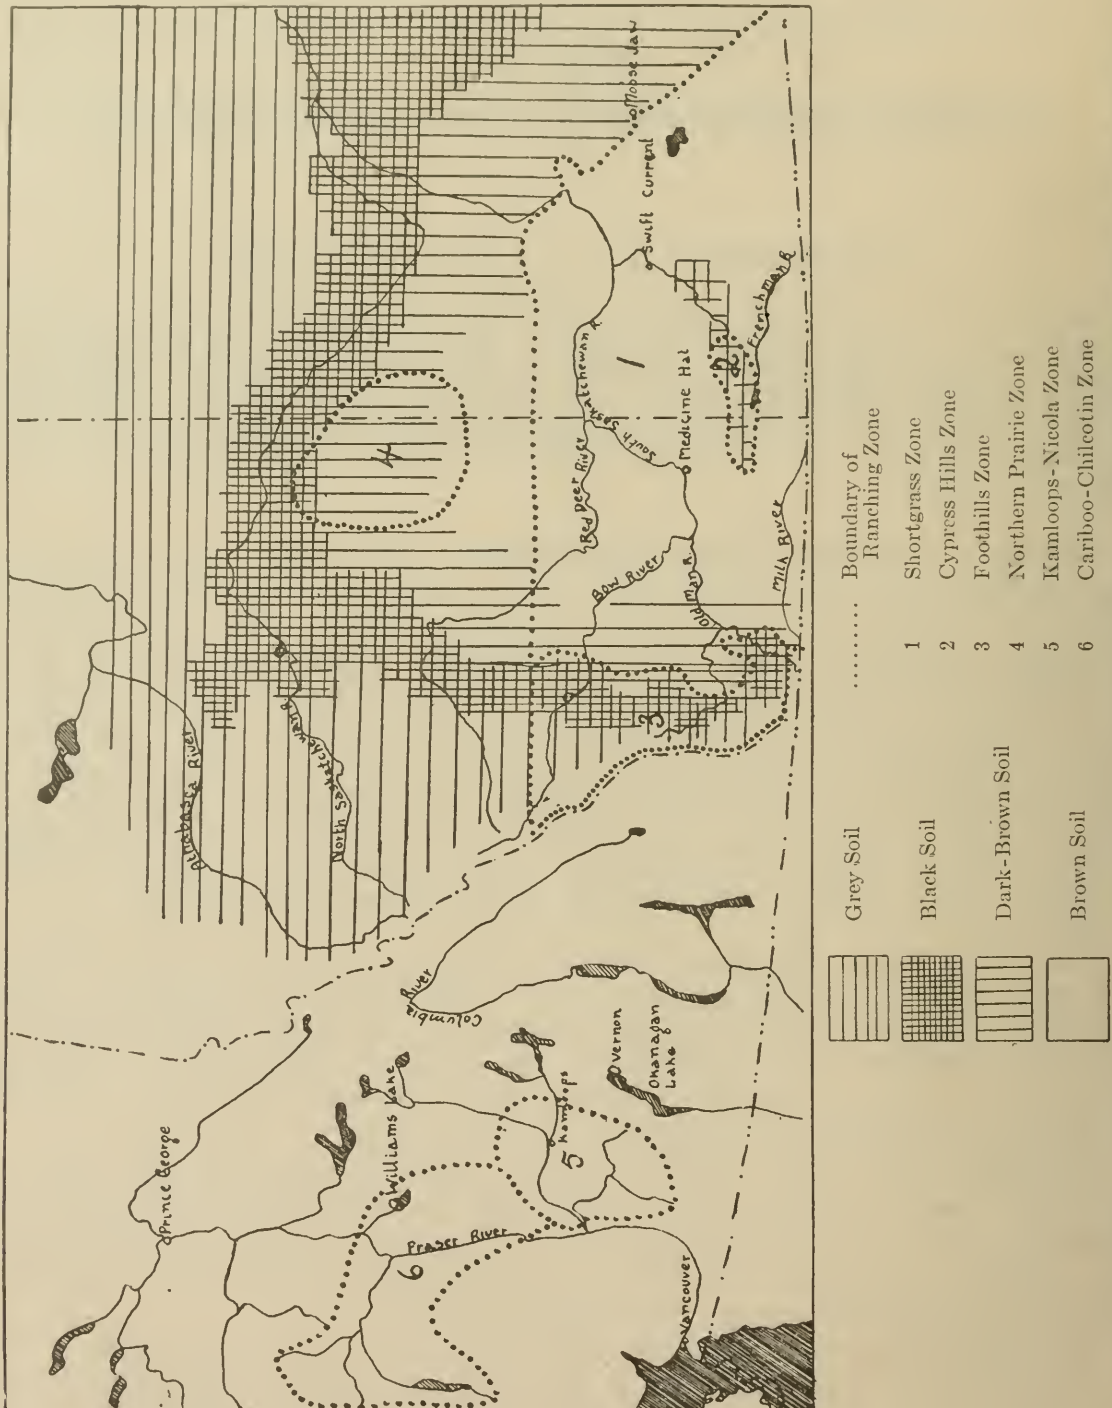 Prince George
Athabasca River
North Saskatchewan R.
Williams Lake
Columbia
River
Fraser River
6
Kamloops
5
Vernon
Okanagan
Lake
Vancouver
4
Red Deer River
South Saskatchewan R.
Bow River
Old Man R.
Medicine Hat
Milk River
1
2
3
Swift Current
Moose Jaw
Frenchman R.
Grey Soil
Black Soil
Dark-Brown Soil
Brown Soil
.......... Boundary of
Ranching Zone
1 Shortgrass Zone
2 Cypress Hills Zone
3 Foothills Zone
4 Northern Prairie Zone
5 Kamloops-Nicola Zone
6 Cariboo-Chilcotin Zone